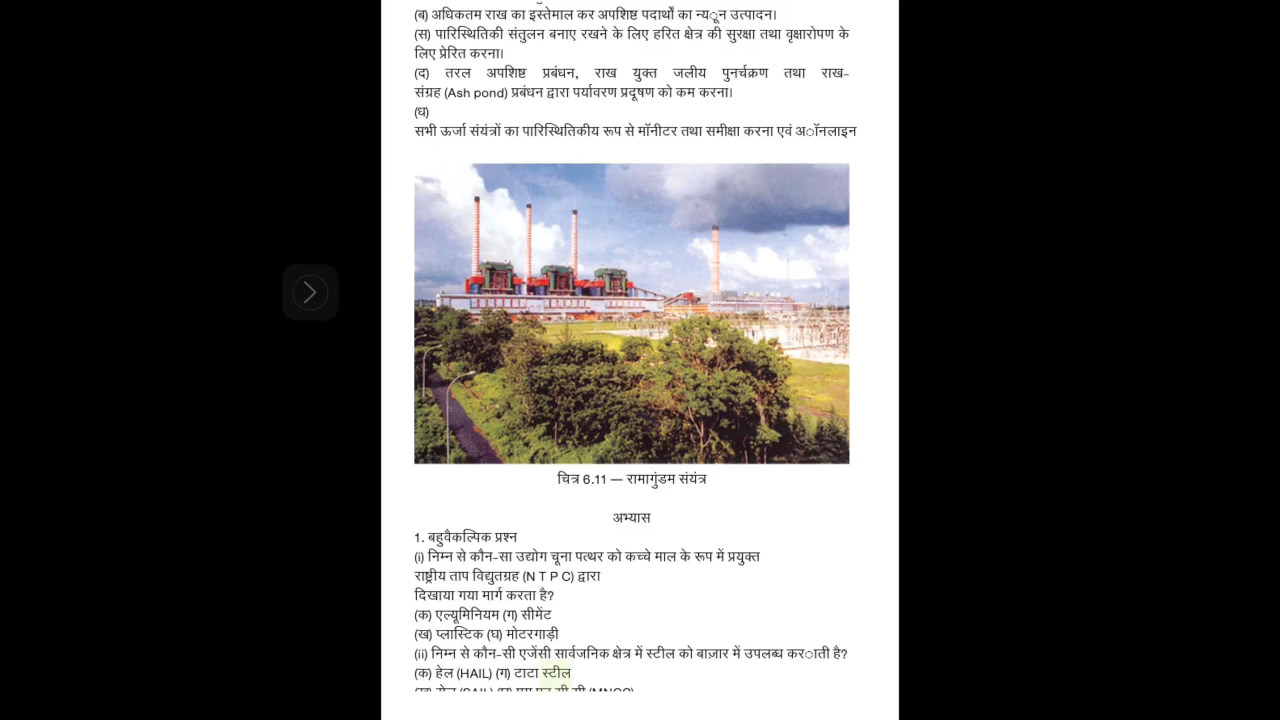 (ब) अधिकतम राख का इस्तेमाल कर अपशिष्ट पदार्थों का न्यूून उत्पादन।
(स) पारिस्थितिकी संतुलन बनाए रखने के लिए हरित क्षेत्र की सुरक्षा तथा वृक्षारोपण के
लिए प्रेरित करना।
(द) तरल अपशिष्ट प्रबंधन, राख युक्त जलीय पुनर्चक्रण तथा राख-
संग्रह (Ash pond) प्रबंधन द्वारा पर्यावरण प्रदूषण को कम करना।
(ध)
सभी ऊर्जा संयंत्रों का पारिस्थितिकीय रूप से मॉनीटर तथा समीक्षा करना एवं अॉनलाइन
चित्र 6.11 — रामागुंडम संयंत्र
अभ्यास
1. बहुवैकल्पिक प्रश्न
(i) निम्न से कौन-सा उद्योग चूना पत्थर को कच्चे माल के रूप में प्रयुक्त
राष्ट्रीय ताप विद्युतग्रह (N T P C) द्वारा
दिखाया गया मार्ग करता है?
(क) एल्यूमिनियम (ग) सीमेंट
(ख) प्लास्टिक (घ) मोटरगाड़ी
(ii) निम्न से कौन-सी एजेंसी सार्वजनिक क्षेत्र में स्टील को बाज़ार में उपलब्ध कराती है?
(क) हेल (HAIL) (ग) टाटा स्टील